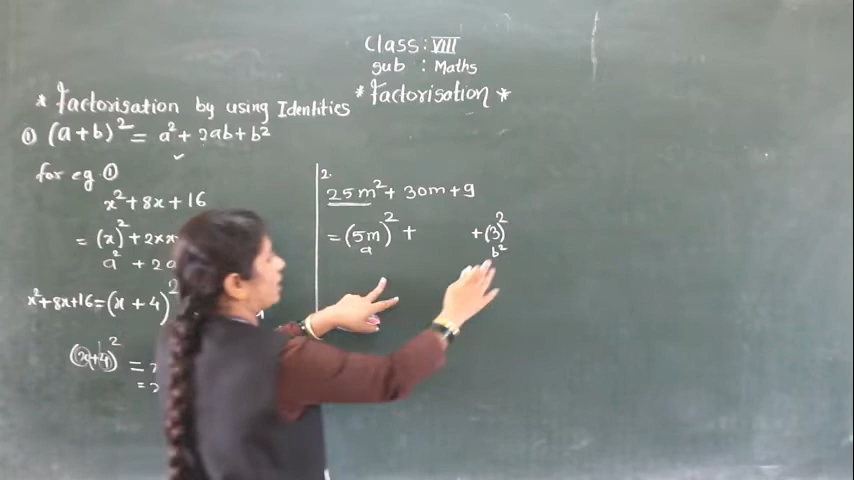 Class: VIII
sub : Maths
* Factorisation *
* Factorisation by using Identities
① (a+b)² = a² + 2ab + b²
for eg ①
x² + 8x + 16
= (x)² + 2xx
a² + 2a
x²+8x+16 = (x + 4)²
(x+4)² =
=
2.
25m² + 30m + 9
= (5m)² + + (3)²
a b²